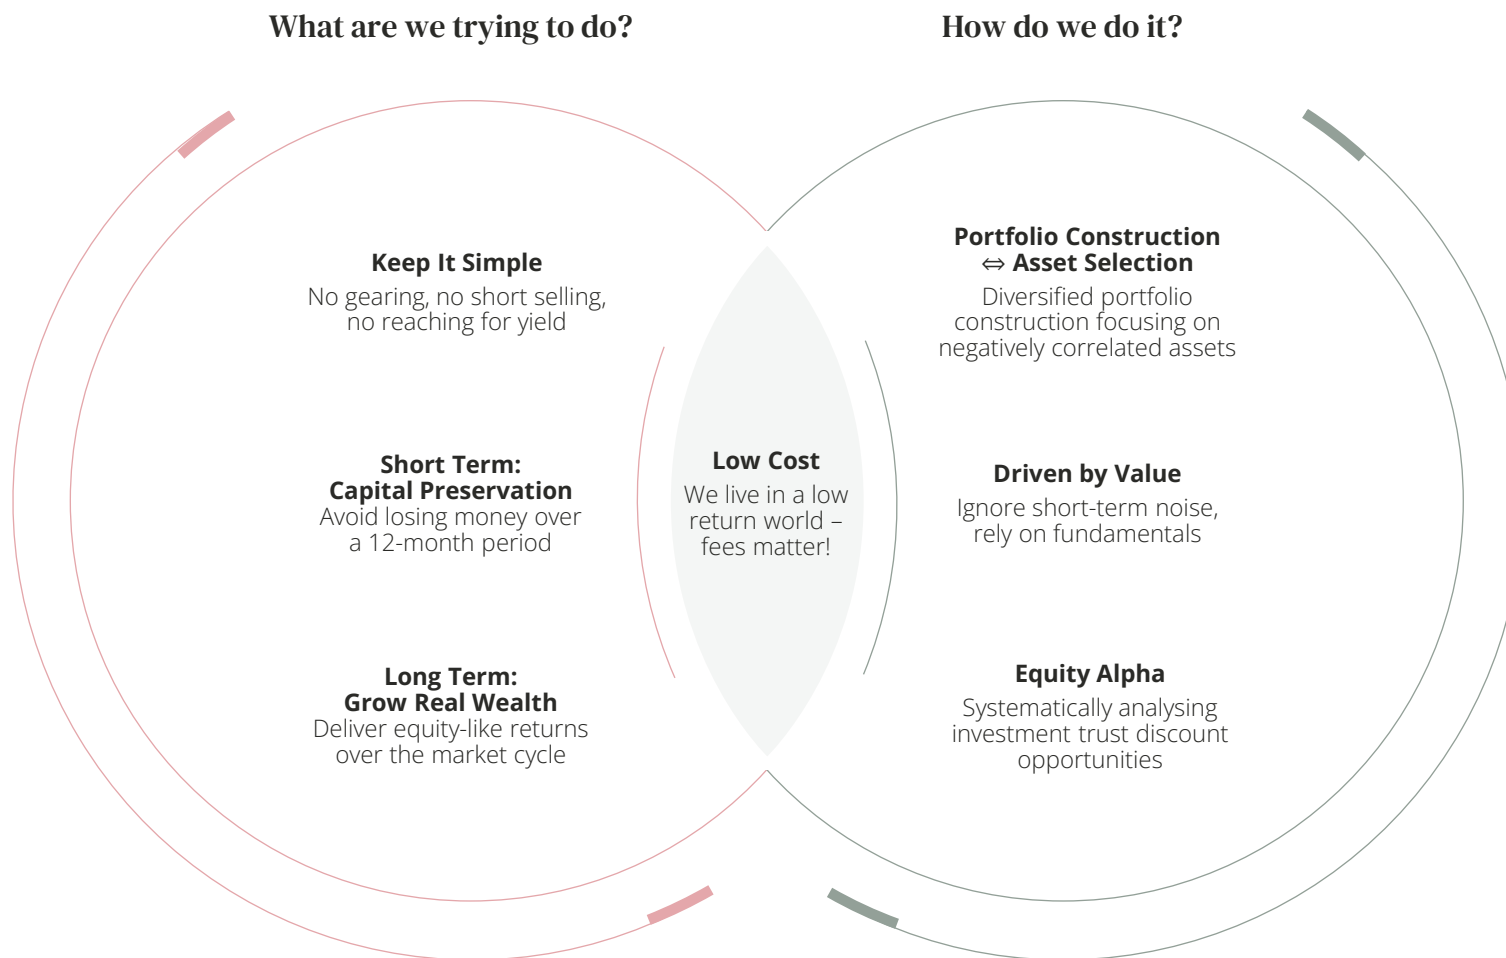 What are we trying to do?
How do we do it?
Keep It Simple
No gearing, no short selling,
no reaching for yield
Short Term:
Capital Preservation
Avoid losing money over
a 12-month period
Long Term:
Grow Real Wealth
Deliver equity-like returns
over the market cycle
Low Cost
We live in a low
return world –
fees matter!
Portfolio Construction
⇔ Asset Selection
Diversified portfolio
construction focusing on
negatively correlated assets
Driven by Value
Ignore short-term noise,
rely on fundamentals
Equity Alpha
Systematically analysing
investment trust discount
opportunities